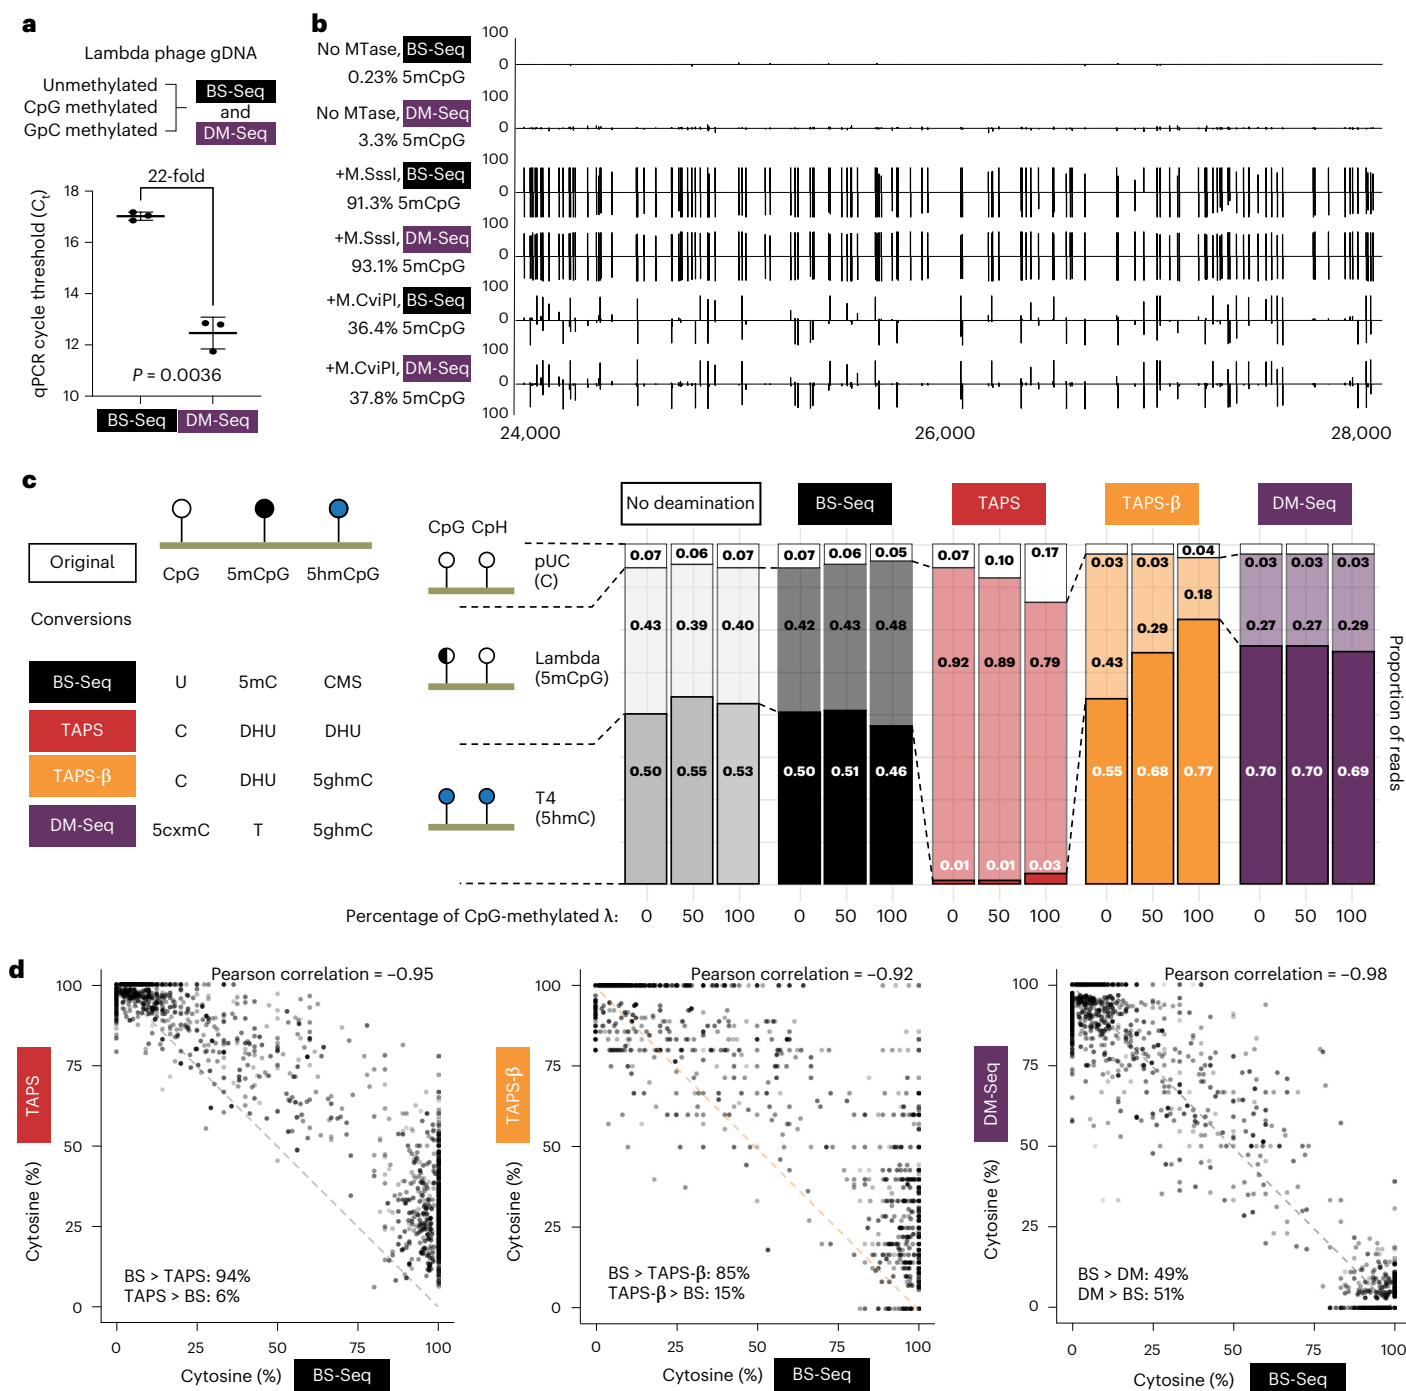 a
Lambda phage gDNA
Unmethylated
CpG methylated
GpC methylated
BS-Seq
and
DM-Seq
22-fold
qPCR cycle threshold (Ct)
18
16
14
12
10
P = 0.0036
BS-Seq
DM-Seq
b
No MTase, BS-Seq
0.23% 5mCpG
No MTase, DM-Seq
3.3% 5mCpG
+M.SssI, BS-Seq
91.3% 5mCpG
+M.SssI, DM-Seq
93.1% 5mCpG
+M.CviPI, BS-Seq
36.4% 5mCpG
+M.CviPI, DM-Seq
37.8% 5mCpG
100
0
100
0
100
0
100
0
100
0
100
0
100
24,000
26,000
28,000
c
Original
CpG
5mCpG
5hmCpG
Conversions
BS-Seq U 5mC CMS
TAPS C DHU DHU
TAPS-β C DHU 5ghmC
DM-Seq 5cxmC T 5ghmC
CpG CpH
pUC
(C)
Lambda
(5mCpG)
T4
(5hmC)
No deamination
BS-Seq
TAPS
TAPS-β
DM-Seq
0.07 0.06 0.07 0.07 0.06 0.05 0.07 0.10 0.17 0.03 0.03 0.04 0.03 0.03 0.03
0.43 0.39 0.40 0.42 0.43 0.48 0.92 0.89 0.79 0.43 0.29 0.18 0.27 0.27 0.29
0.50 0.55 0.53 0.50 0.51 0.46 0.01 0.01 0.03 0.55 0.68 0.77 0.70 0.70 0.69
Proportion of reads
Percentage of CpG-methylated λ: 0 50 100 0 50 100 0 50 100 0 50 100 0 50 100
d
Pearson correlation = −0.95
TAPS
Cytosine (%)
100
75
50
25
0
BS > TAPS: 94%
TAPS > BS: 6%
0 25 50 75 100
Cytosine (%) BS-Seq
Pearson correlation = −0.92
TAPS-β
Cytosine (%)
100
75
50
25
0
BS > TAPS-β: 85%
TAPS-β > BS: 15%
0 25 50 75 100
Cytosine (%) BS-Seq
Pearson correlation = −0.98
DM-Seq
Cytosine (%)
100
75
50
25
0
BS > DM: 49%
DM > BS: 51%
0 25 50 75 100
Cytosine (%) BS-Seq